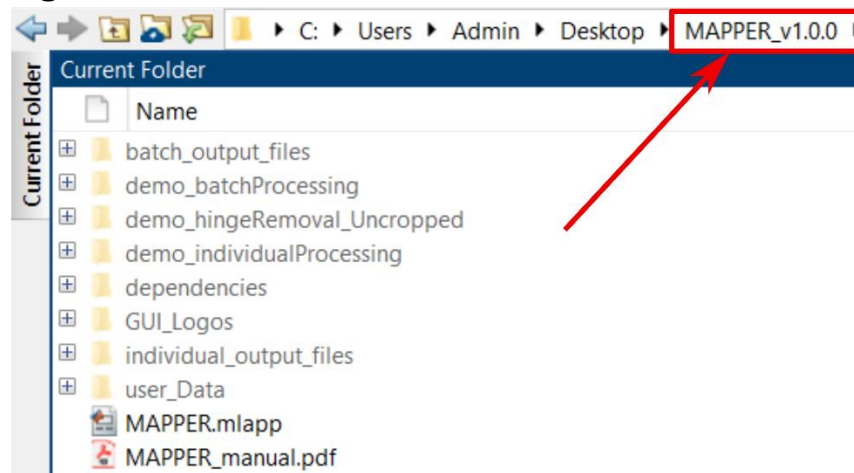 C: Users Admin Desktop MAPPER_v1.0.0
Current Folder
Current Folder
Name
batch_output_files
demo_batchProcessing
demo_hingeRemoval_Uncropped
demo_individualProcessing
dependencies
GUI_Logos
individual_output_files
user_Data
MAPPER.mlapp
MAPPER_manual.pdf